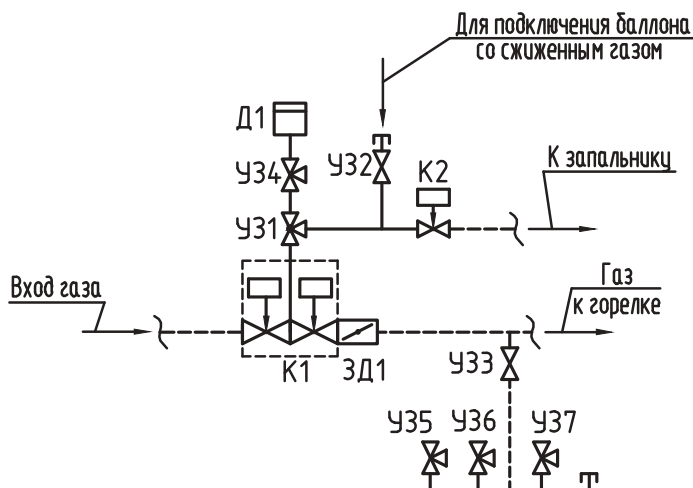 Для подключения баллона
со сжиженным газом
Д1
УЗ4
УЗ2
К2
К запальнику
УЗ1
Вход газа
Газ
к горелке
К1
ЗД1
УЗ3
УЗ5
УЗ6
УЗ7